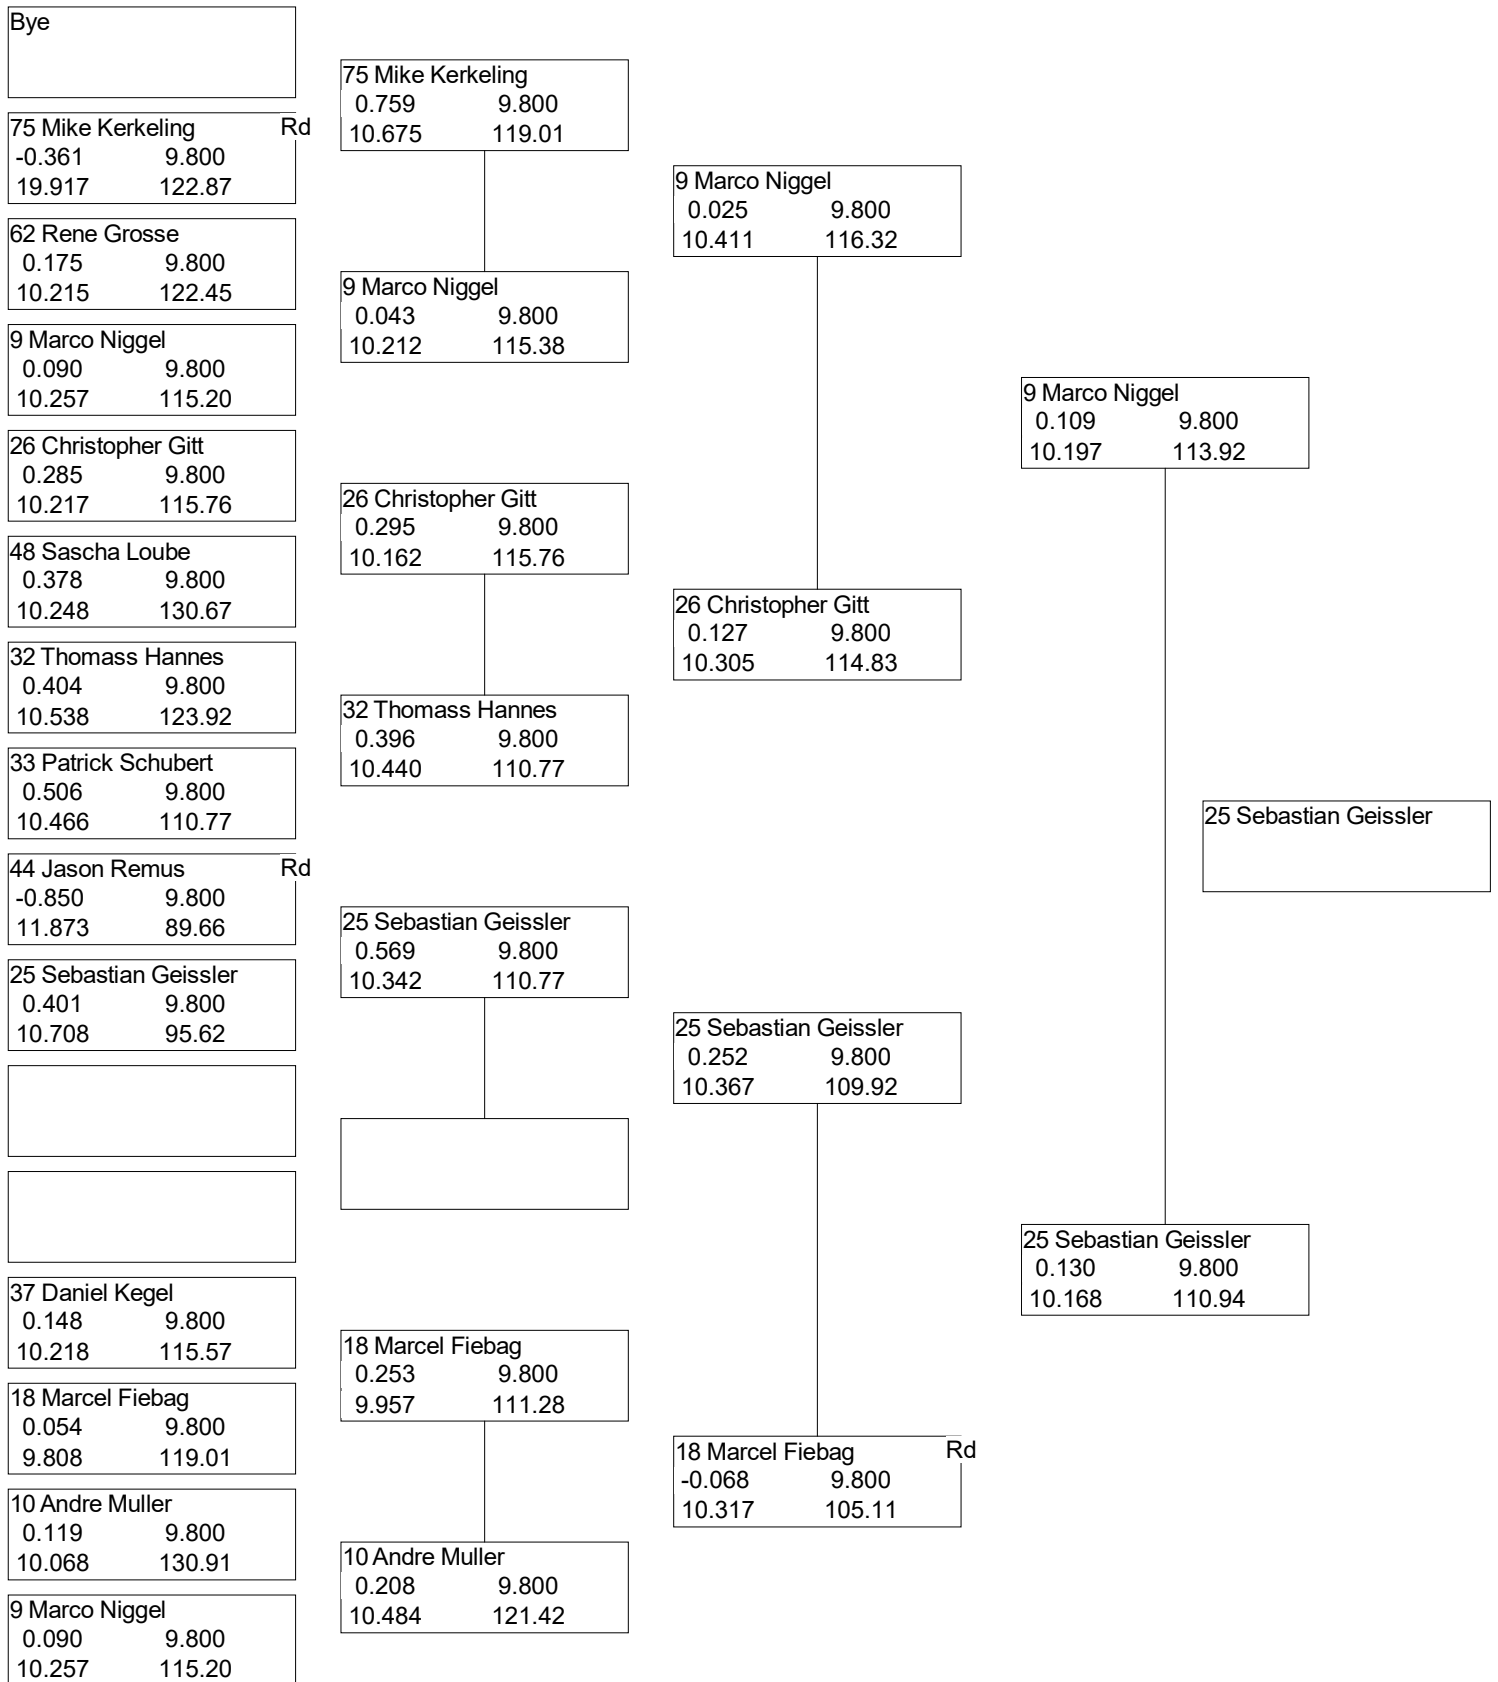 Bye
75 Mike Kerkeling Rd
-0.361 9.800
19.917 122.87
62 Rene Grosse
0.175 9.800
10.215 122.45
9 Marco Niggel
0.090 9.800
10.257 115.20
26 Christopher Gitt
0.285 9.800
10.217 115.76
48 Sascha Loube
0.378 9.800
10.248 130.67
32 Thomass Hannes
0.404 9.800
10.538 123.92
33 Patrick Schubert
0.506 9.800
10.466 110.77
44 Jason Remus Rd
-0.850 9.800
11.873 89.66
25 Sebastian Geissler
0.401 9.800
10.708 95.62
37 Daniel Kegel
0.148 9.800
10.218 115.57
18 Marcel Fiebag
0.054 9.800
9.808 119.01
10 Andre Muller
0.119 9.800
10.068 130.91
9 Marco Niggel
0.090 9.800
10.257 115.20
75 Mike Kerkeling
0.759 9.800
10.675 119.01
9 Marco Niggel
0.043 9.800
10.212 115.38
26 Christopher Gitt
0.295 9.800
10.162 115.76
32 Thomass Hannes
0.396 9.800
10.440 110.77
25 Sebastian Geissler
0.569 9.800
10.342 110.77
18 Marcel Fiebag
0.253 9.800
9.957 111.28
10 Andre Muller
0.208 9.800
10.484 121.42
9 Marco Niggel
0.025 9.800
10.411 116.32
26 Christopher Gitt
0.127 9.800
10.305 114.83
25 Sebastian Geissler
0.252 9.800
10.367 109.92
18 Marcel Fiebag Rd
-0.068 9.800
10.317 105.11
9 Marco Niggel
0.109 9.800
10.197 113.92
25 Sebastian Geissler
0.130 9.800
10.168 110.94
25 Sebastian Geissler